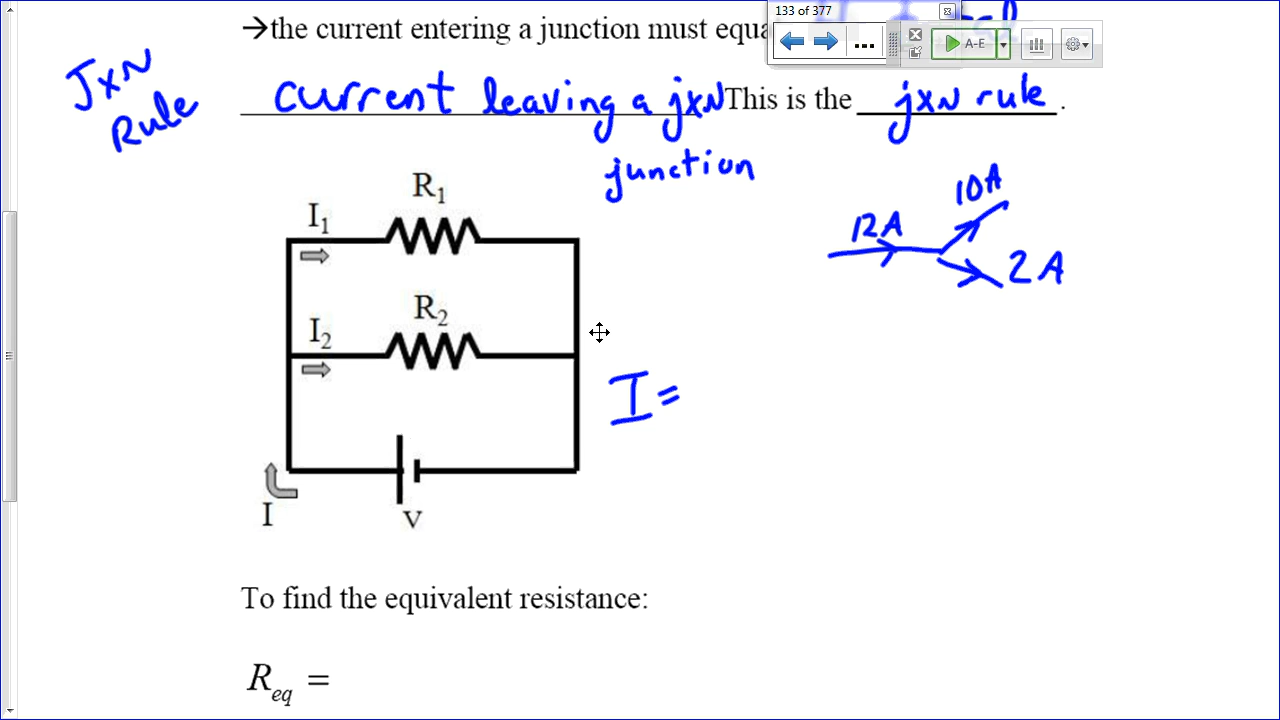 133 of 377
→the current entering a junction must equa
A-E
JxN
Rule
current leaving a jxN This is the jxN rule.
junction
R1
I1
10A
12A
2A
R2
I2
I=
I
V
To find the equivalent resistance:
Req =